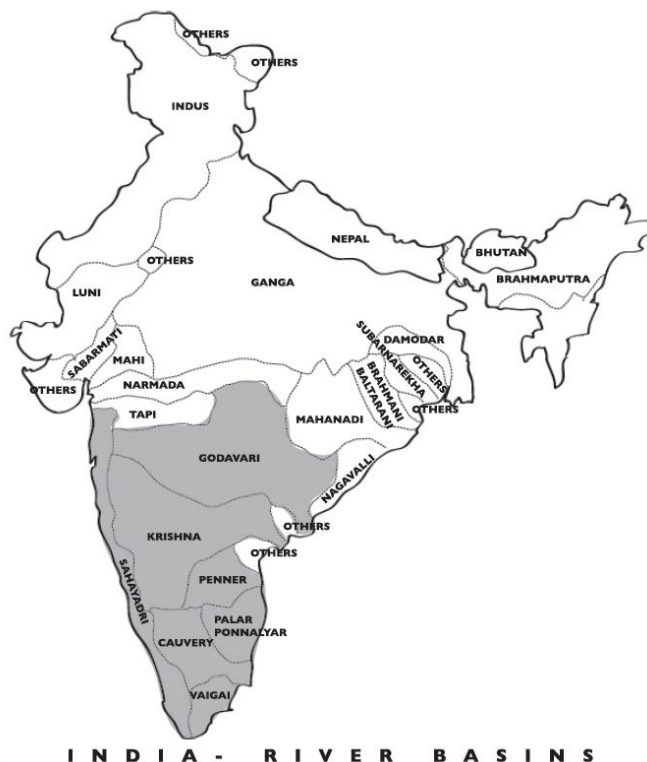 OTHERS
OTHERS
INDUS
NEPAL
BHUTAN
BRAHMAPUTRA
OTHERS
GANGA
LUNI
SABARMATI
MAHI
DAMODAR
SUBARNAREKHA
OTHERS
OTHERS
NARMADA
BRAHMANI
BALTARANI
OTHERS
TAPI
MAHANADI
GODAVARI
NAGAVALLI
OTHERS
KRISHNA
OTHERS
SAHAYADRI
PENNER
PALAR
PONNALYAR
CAUVERY
VAIGAI
INDIA- RIVER BASINS